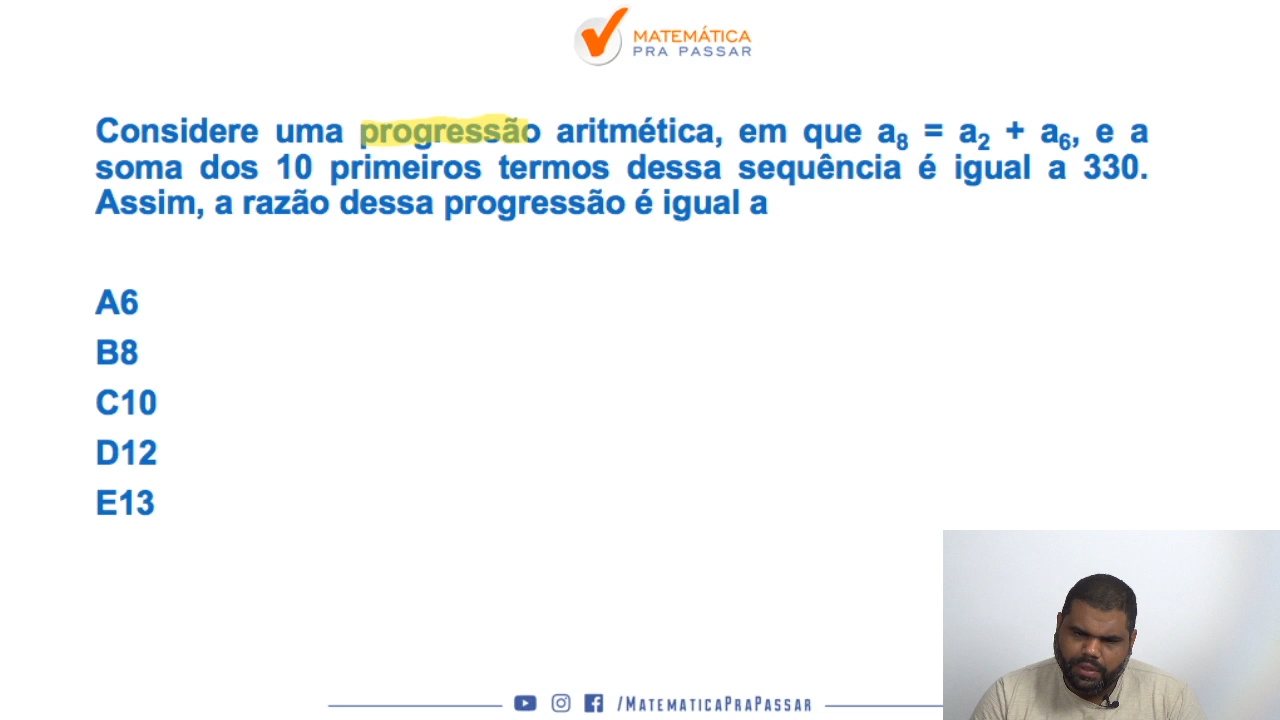 MATEMÁTICA
PRA PASSAR
Considere uma progressão aritmética, em que a₈ = a₂ + a₆, e a
soma dos 10 primeiros termos dessa sequência é igual a 330.
Assim, a razão dessa progressão é igual a
A6
B8
C10
D12
E13
/MATEMATICAPRAPASSAR